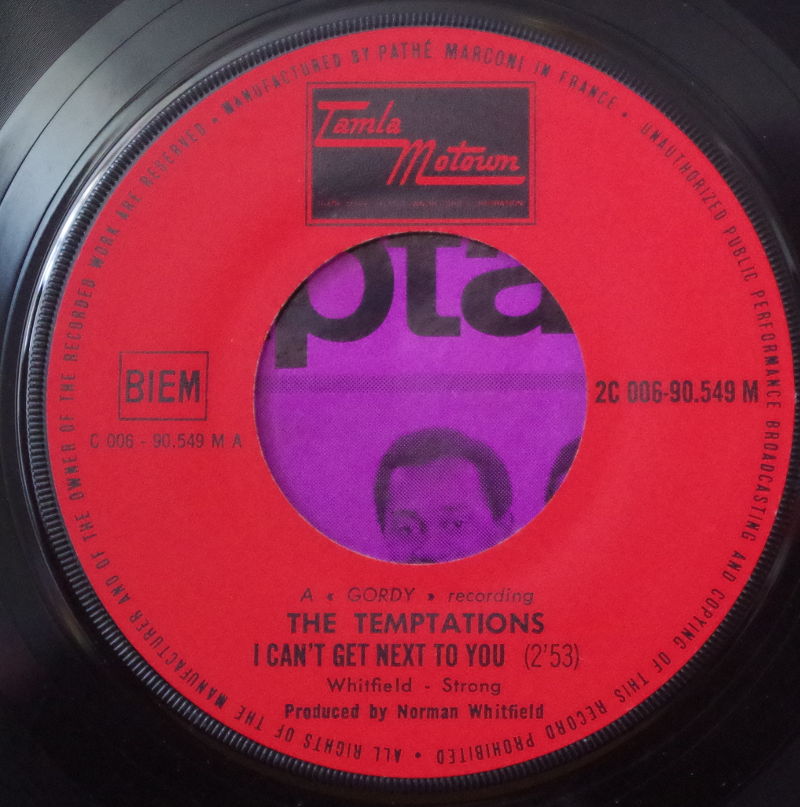 MANUFACTURED BY PATHÉ MARCONI IN FRANCE • UNAUTHORIZED PUBLIC PERFORMANCE BROADCASTING AND COPYING OF THIS RECORD PROHIBITED • ALL RIGHTS OF THE MANUFACTURER AND OF THE OWNER OF THE RECORDED WORK ARE RESERVED •
Tamla
Motown
pta
BIEM
2C 006-90.549 M
C 006 - 90.549 M A
A « GORDY » recording
THE TEMPTATIONS
I CAN'T GET NEXT TO YOU (2'53)
Whitfield - Strong
Produced by Norman Whitfield